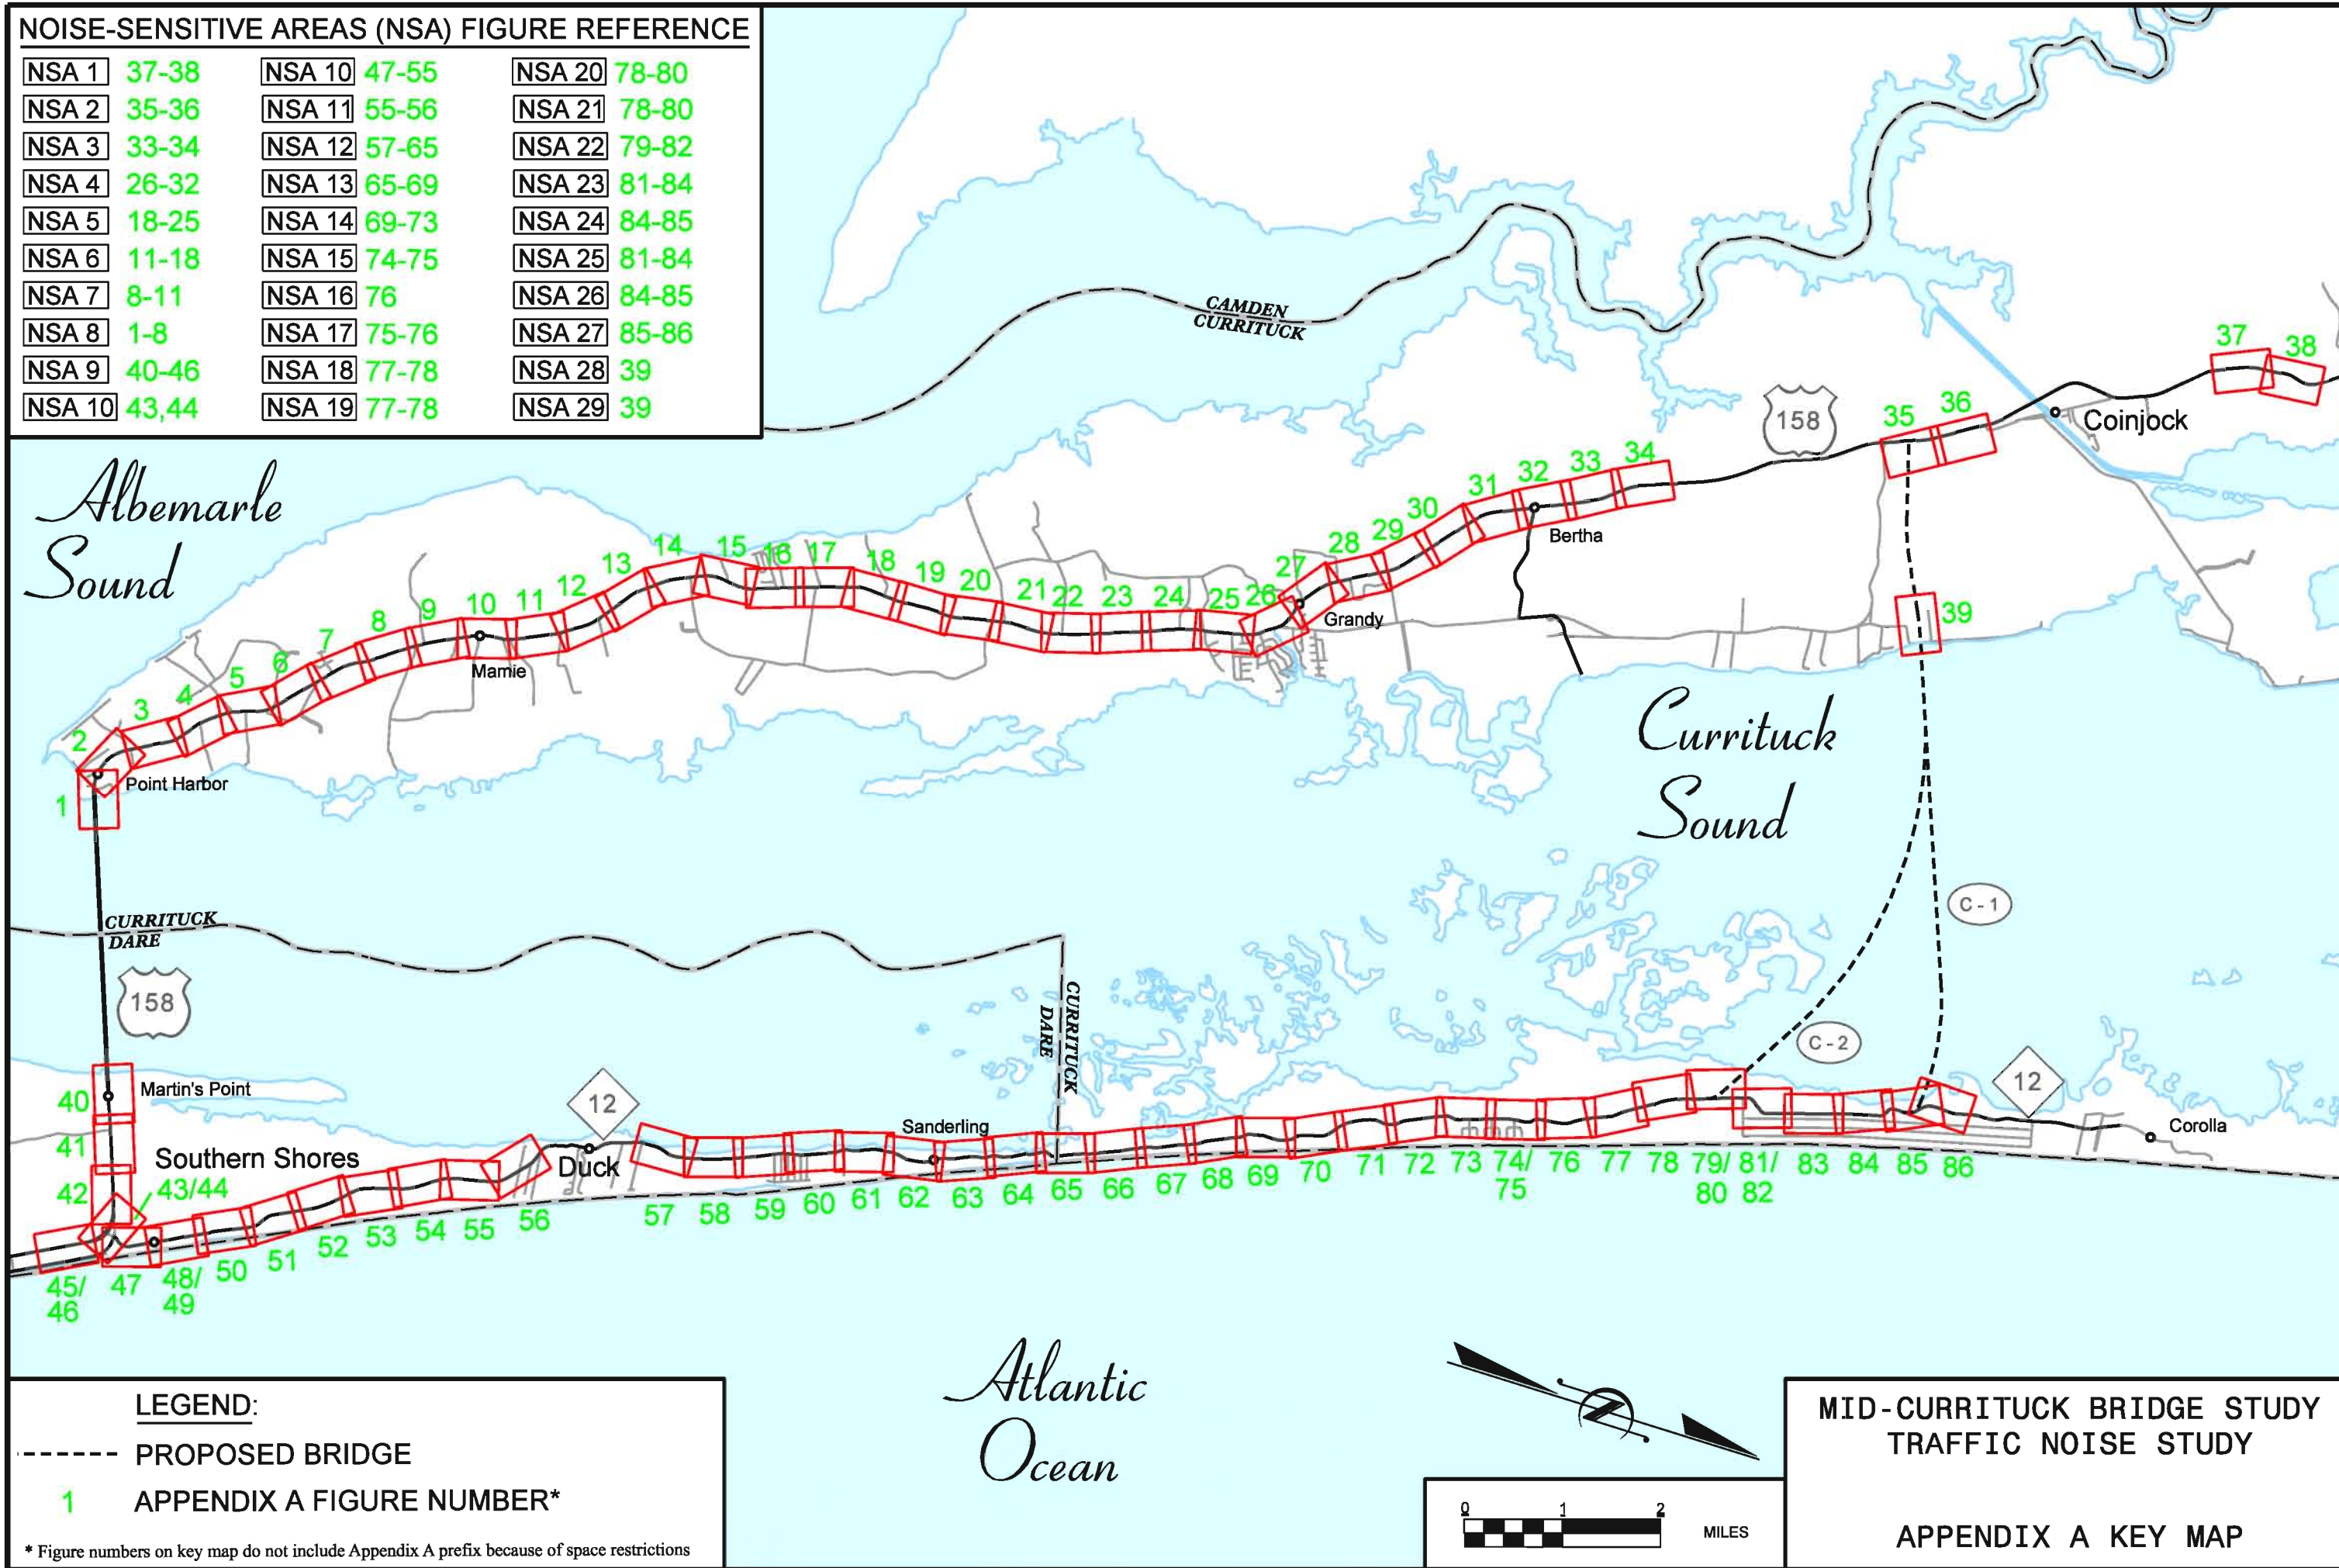 NOISE-SENSITIVE AREAS (NSA) FIGURE REFERENCE
NSA 1 37-38 NSA 10 47-55 NSA 20 78-80
NSA 2 35-36 NSA 11 55-56 NSA 21 78-80
NSA 3 33-34 NSA 12 57-65 NSA 22 79-82
NSA 4 26-32 NSA 13 65-69 NSA 23 81-84
NSA 5 18-25 NSA 14 69-73 NSA 24 84-85
NSA 6 11-18 NSA 15 74-75 NSA 25 81-84
NSA 7 8-11 NSA 16 76 NSA 26 84-85
NSA 8 1-8 NSA 17 75-76 NSA 27 85-86
NSA 9 40-46 NSA 18 77-78 NSA 28 39
NSA 10 43,44 NSA 19 77-78 NSA 29 39
CAMDEN
CURRITUCK
37 38
158
35 36
Coinjock
Albemarle
Sound
31 32 33 34
Bertha
27 28 29 30
13 14 15 16 17 18 19 20 21 22 23 24 25 26
Grandy
7 8 9 10 11 12
Mamie
39
2 3 4 5 6
Point Harbor
1
Currituck
Sound
CURRITUCK
DARE
158
C-1
CURRITUCK
DARE
C-2
40
Martin's Point
12
12
Sanderling
Corolla
41
Southern Shores
Duck
42
43/44
45/
46
47
48/
49
50 51 52 53 54 55 56 57 58 59 60 61 62 63 64 65 66 67 68 69 70 71 72 73
74/
75
76 77 78
79/
80
81/
82
83 84 85 86
Atlantic
Ocean
LEGEND:
PROPOSED BRIDGE
1 APPENDIX A FIGURE NUMBER*
* Figure numbers on key map do not include Appendix A prefix because of space restrictions
Z
0 1 2
MILES
MID-CURRITUCK BRIDGE STUDY
TRAFFIC NOISE STUDY
APPENDIX A KEY MAP